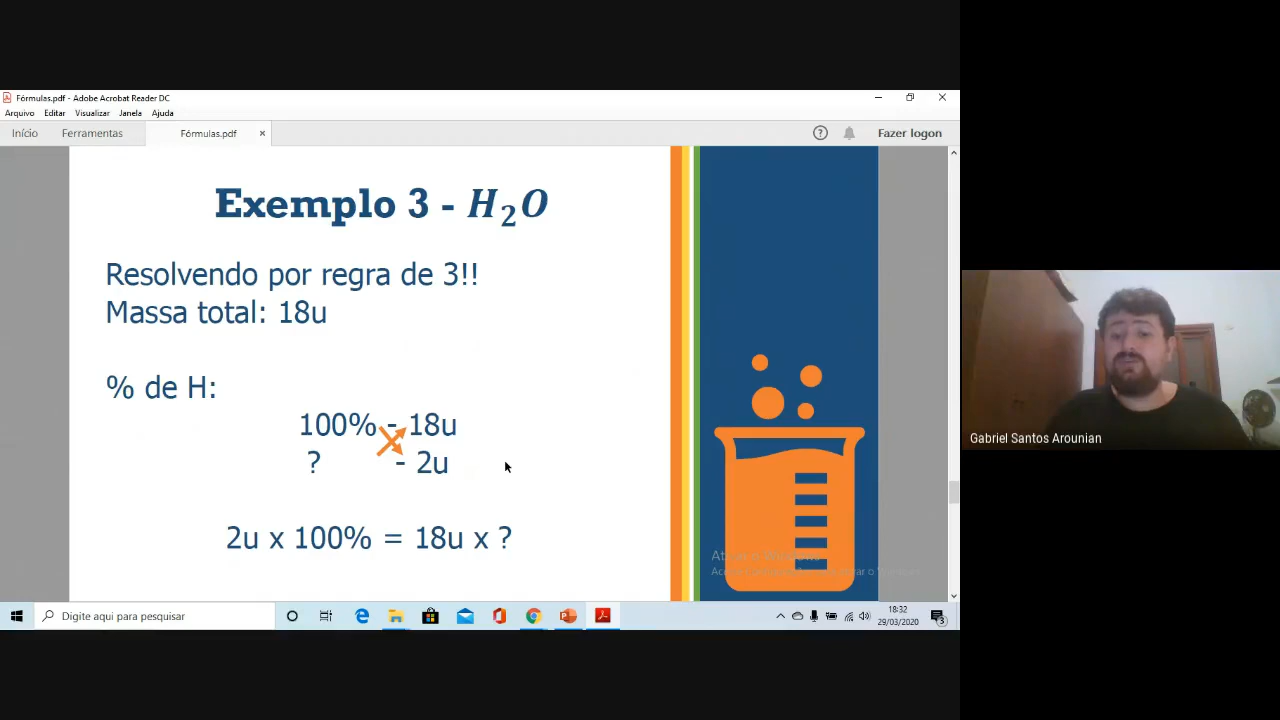 Fórmulas.pdf - Adobe Acrobat Reader DC
Arquivo Editar Visualizar Janela Ajuda
Início Ferramentas Fórmulas.pdf × ? Fazer logon
Exemplo 3 - H₂O
Resolvendo por regra de 3!!
Massa total: 18u
% de H:
100% - 18u
? - 2u
2u x 100% = 18u x ?
Gabriel Santos Arounian
Digite aqui para pesquisar
18:32
29/03/2020
3